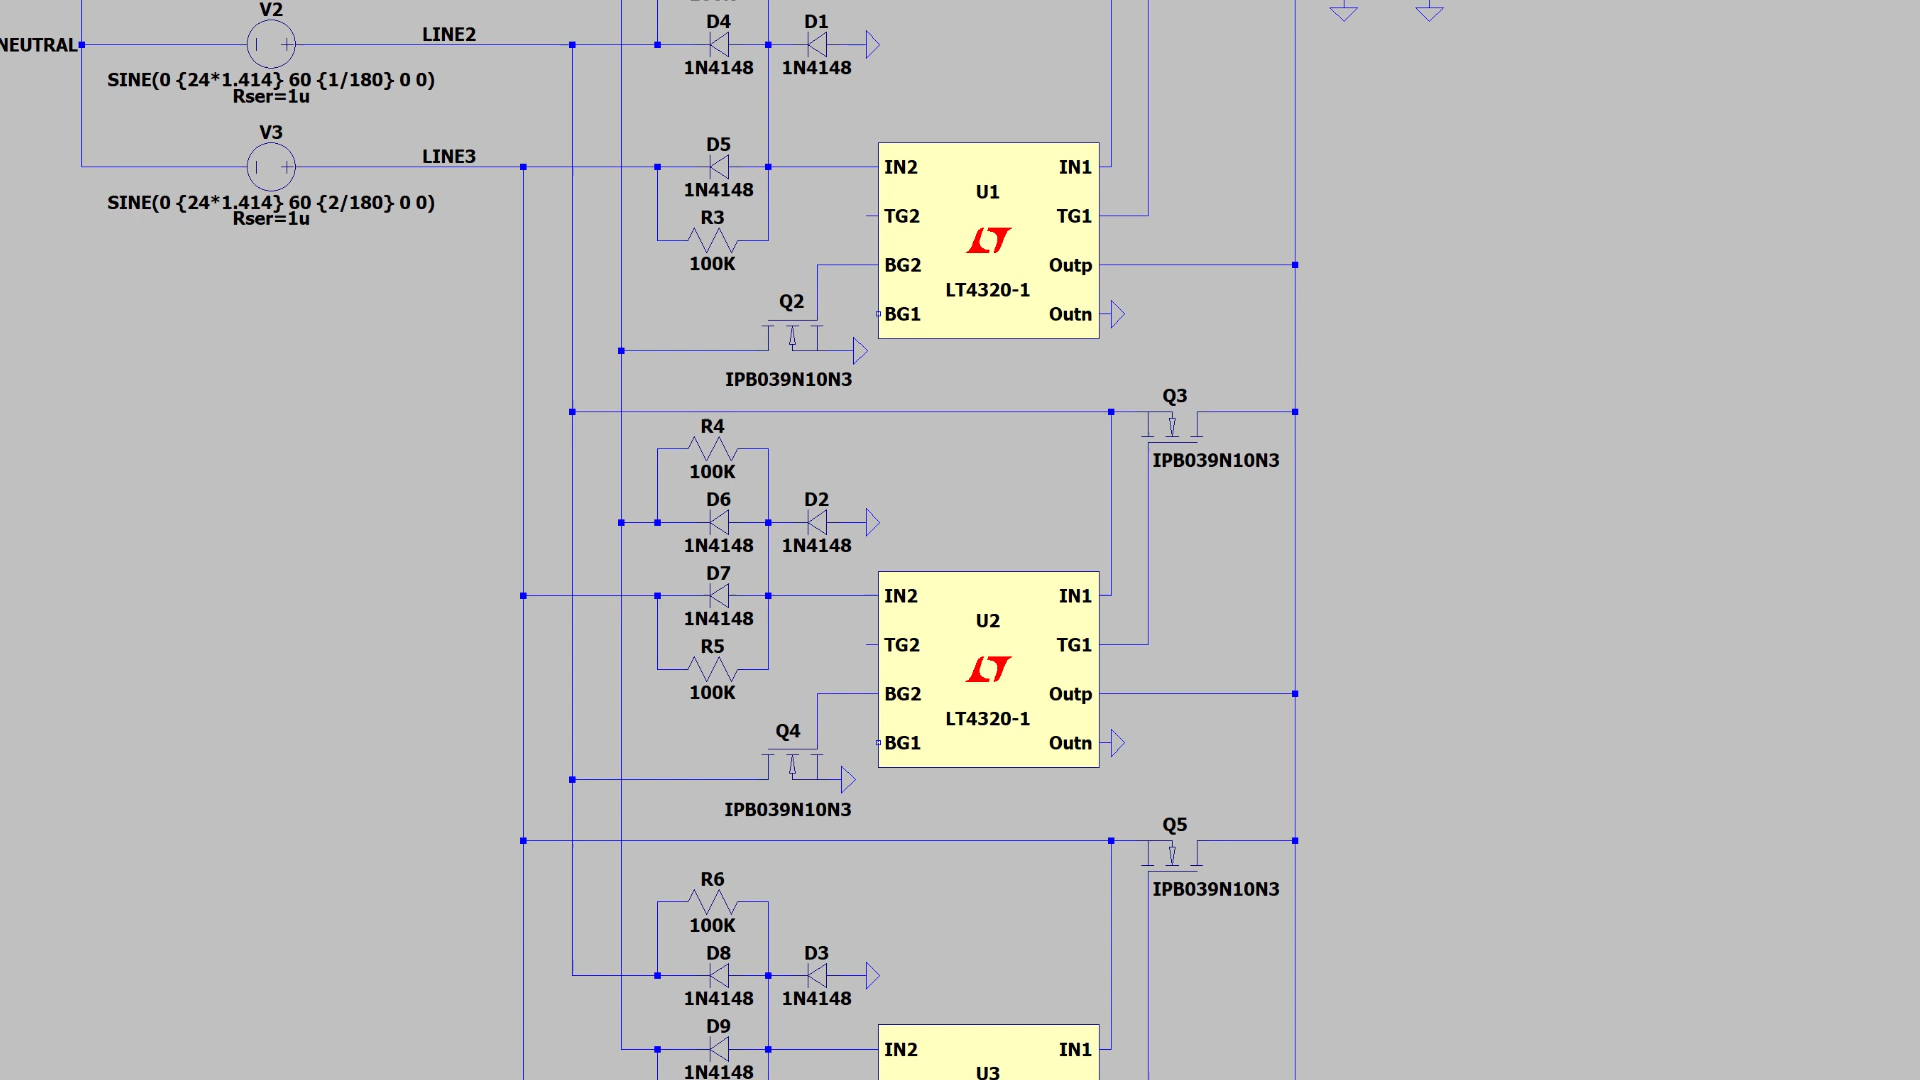 V2
D4
D1
NEUTRAL
LINE2
1N4148
1N4148
SINE(0 {24*1.414} 60 {1/180} 0 0)
Rser=1u
V3
D5
LINE3
IN2
IN1
1N4148
U1
SINE(0 {24*1.414} 60 {2/180} 0 0)
Rser=1u
R3
TG2
TG1
100K
BG2
Outp
LT4320-1
Q2
BG1
Outn
IPB039N10N3
Q3
R4
IPB039N10N3
100K
D6
D2
1N4148
1N4148
D7
IN2
IN1
1N4148
U2
R5
TG2
TG1
100K
BG2
Outp
LT4320-1
Q4
BG1
Outn
IPB039N10N3
Q5
R6
IPB039N10N3
100K
D8
D3
1N4148
1N4148
D9
IN2
IN1
1N4148
U3